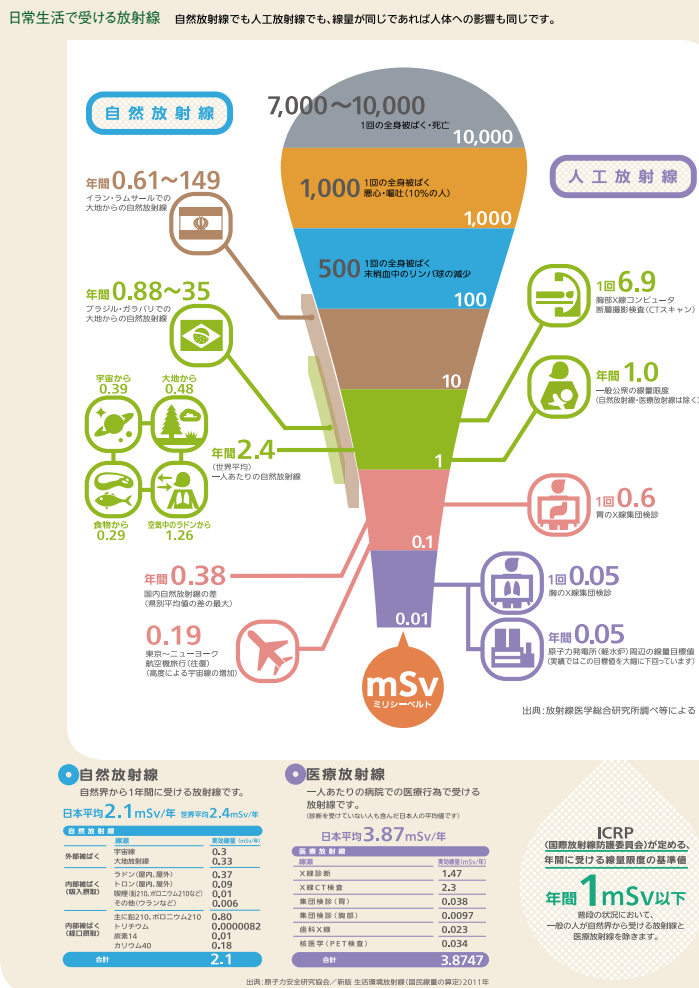 日常生活で受ける放射線 自然放射線でも人工放射線でも、線量が同じであれば人体への影響も同じです。
自然放射線
人工放射線
7,000〜10,000
1回の全身被ばく・死亡
10,000
1,000 1回の全身被ばく
悪心・嘔吐(10%の人)
1,000
500 1回の全身被ばく
末梢血中のリンパ球の減少
100
10
1
0.1
0.01
mSv
ミリシーベルト
年間0.61〜149
イラン・ラムサールでの
大地からの自然放射線
年間0.88〜35
ブラジル・ガラパリでの
大地からの自然放射線
宇宙から
0.39
大地から
0.48
食物から
0.29
空気中のラドンから
1.26
年間2.4
(世界平均)
一人あたりの自然放射線
年間0.38
国内自然放射線の差
(県別平均値の差の最大)
0.19
東京〜ニューヨーク
航空機旅行(往復)
(高度による宇宙線の増加)
1回6.9
胸部X線コンピュータ
断層撮影検査(CTスキャン)
年間1.0
一般公衆の線量限度
(自然放射線・医療放射線は除く)
1回0.6
胃のX線集団検診
1回0.05
胸のX線集団検診
年間0.05
原子力発電所(軽水炉)周辺の線量目標値
(実績ではこの目標値を大幅に下回っています)
出典:放射線医学総合研究所調べ等による
自然放射線
自然界から1年間に受ける放射線です。
日本平均2.1mSv/年 世界平均2.4mSv/年
自然放射線
線源 実効線量(mSv/年)
外部被ばく 宇宙線 0.3
大地放射線 0.33
内部被ばく(吸入摂取) ラドン(屋内、屋外) 0.37
トロン(屋内、屋外) 0.09
喫煙(鉛210、ポロニウム210など) 0.01
その他(ウランなど) 0.006
内部被ばく(経口摂取) 主に鉛210、ポロニウム210 0.80
トリチウム 0.0000082
炭素14 0.01
カリウム40 0.18
合計 2.1
医療放射線
一人あたりの病院での医療行為で受ける
放射線です。
(診断を受けていない人も含んだ日本人の平均値です)
日本平均3.87mSv/年
医療放射線
線源 実効線量(mSv/年)
X線診断 1.47
X線CT検査 2.3
集団検診(胃) 0.038
集団検診(胸部) 0.0097
歯科X線 0.023
核医学(PET検査) 0.034
合計 3.8747
出典:原子力安全研究協会/新版 生活環境放射線(国民線量の算定)2011年
ICRP
(国際放射線防護委員会)が定める、
年間に受ける線量限度の基準値
年間1mSv以下
普段の状況において、
一般の人が自然界から受ける放射線と
医療放射線を除きます。